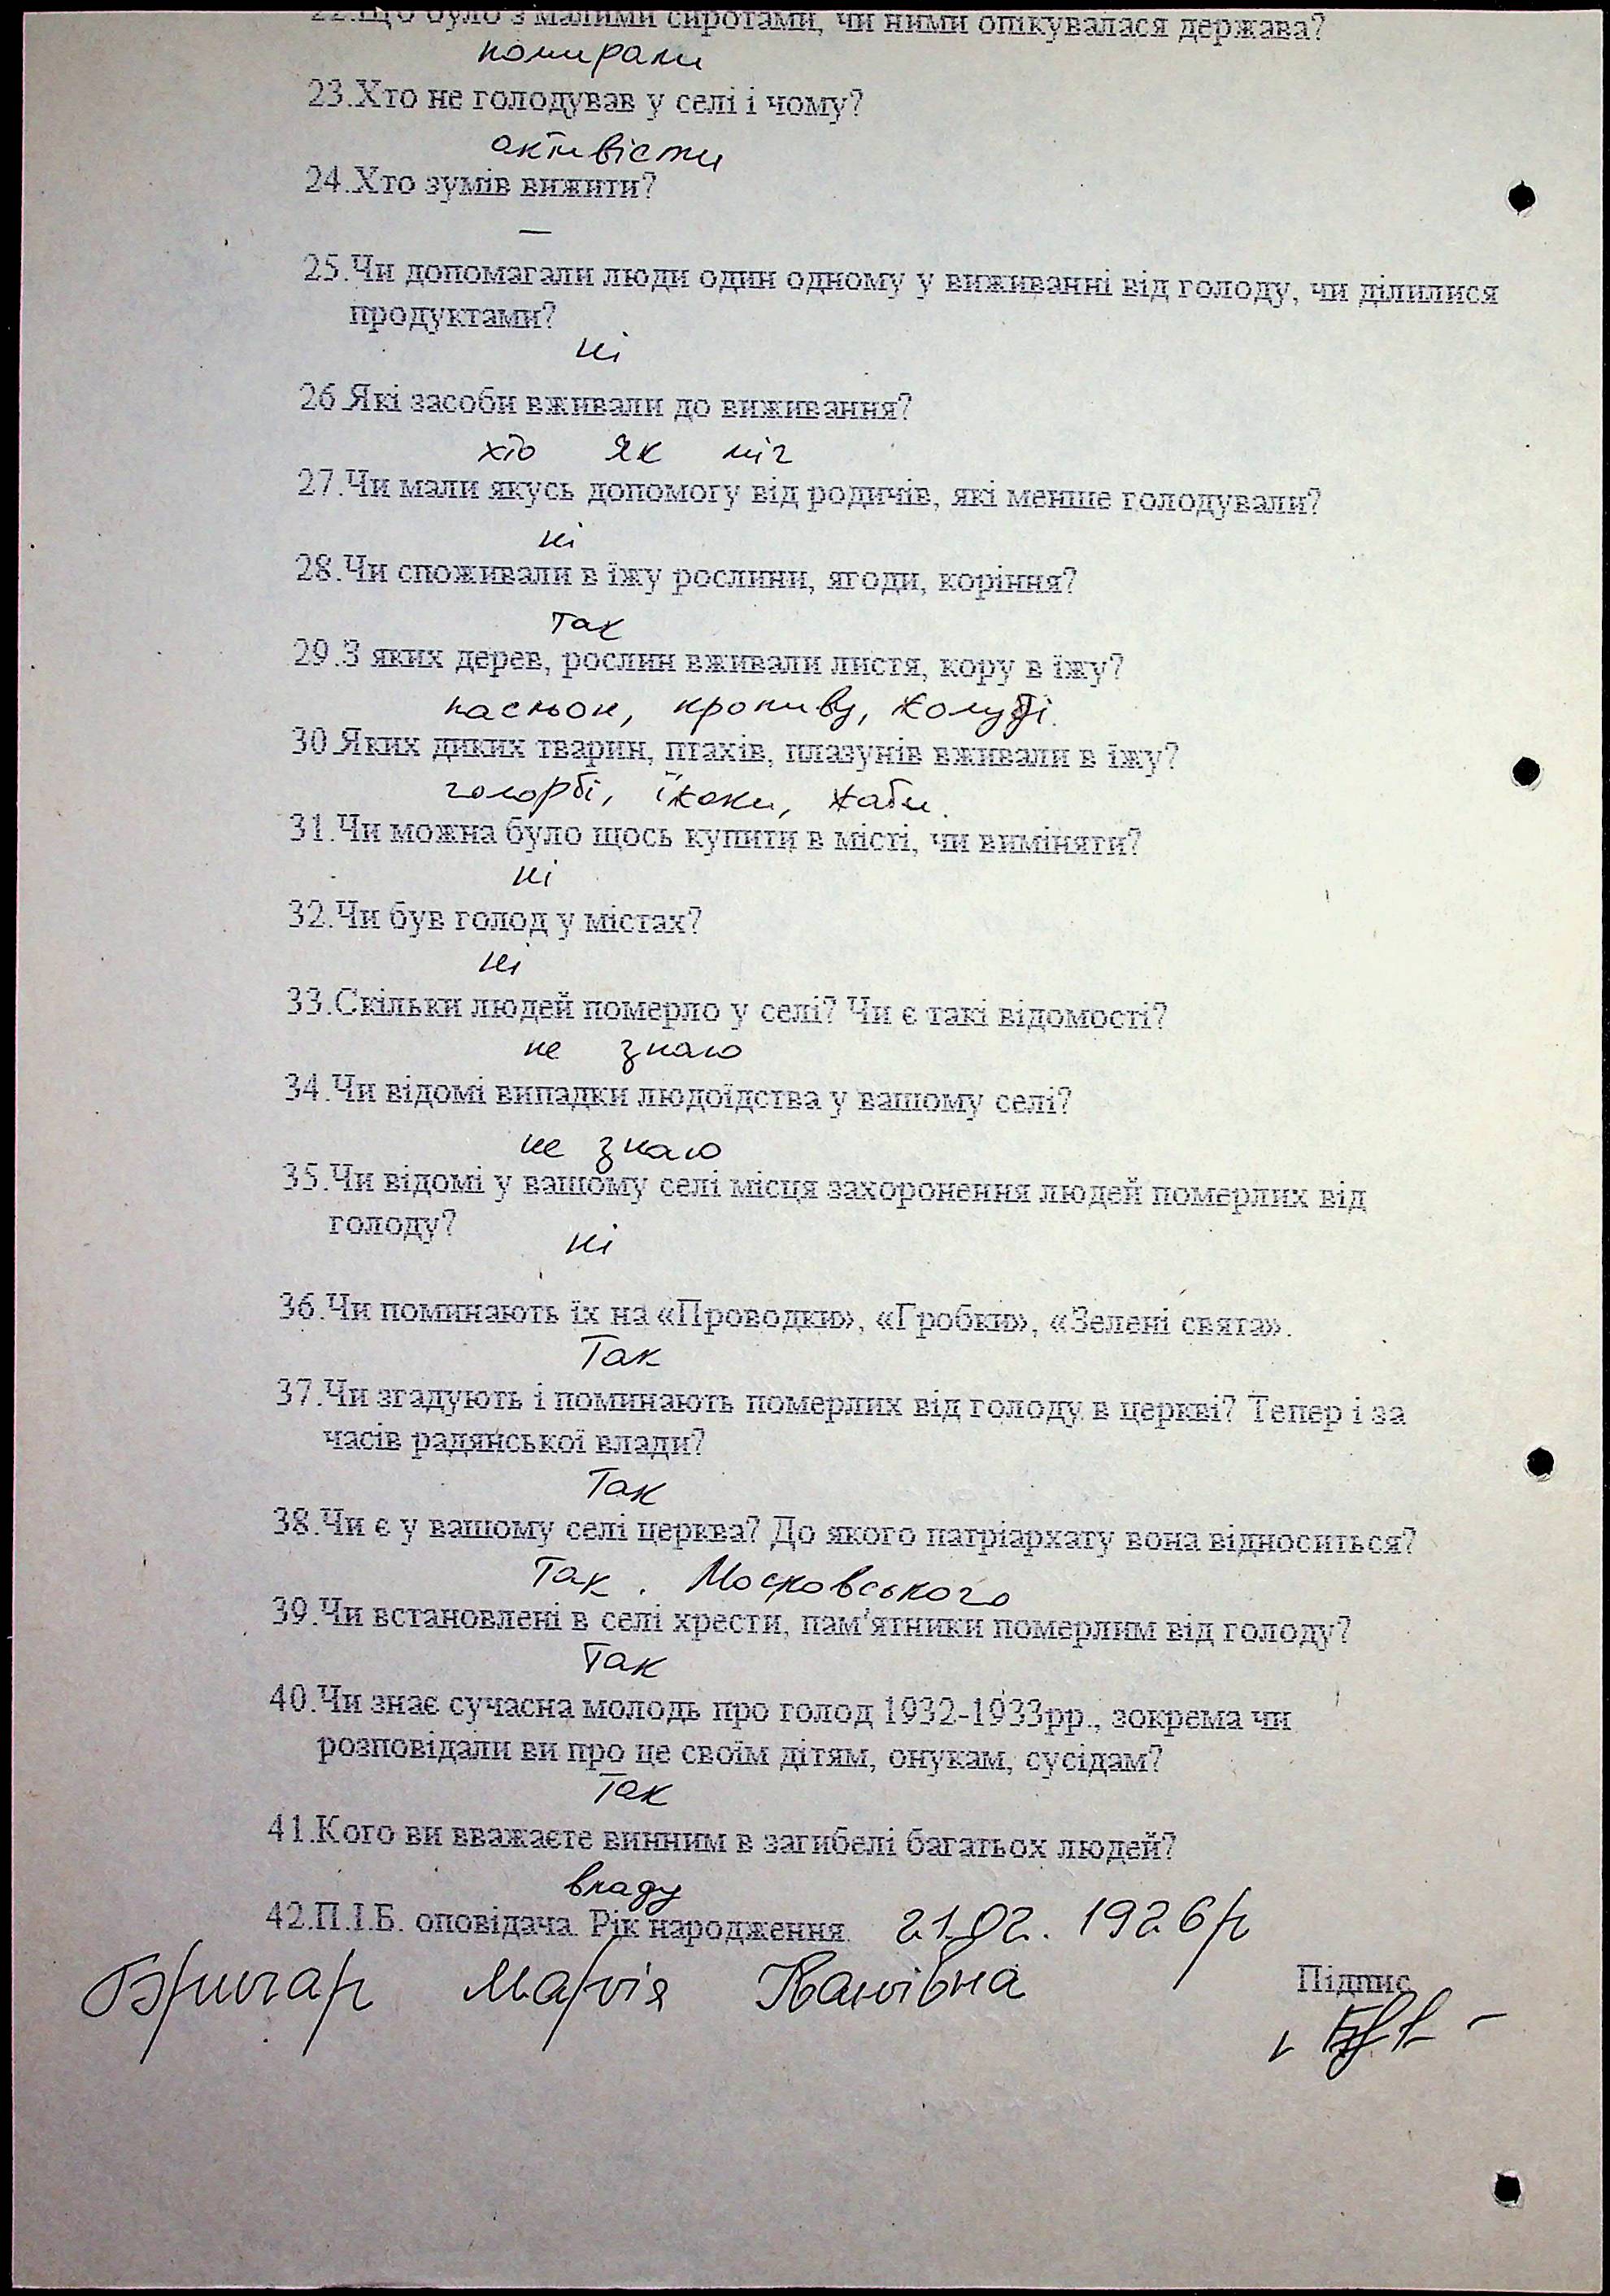 22.Що було з малими сиротами, чи ними опікувалася держава?
помирали
23.Хто не голодував у селі і чому?
активісти
24.Хто зумів вижити?
—
25.Чи допомагали люди один одному у виживанні від голоду, чи ділилися
продуктами?
ні
26.Які засоби вживали до виживання?
хто як міг
27.Чи мали якусь допомогу від родичів, які менше голодували?
ні
28.Чи споживали в їжу рослини, ягоди, коріння?
так
29.З яких дерев, рослин вживали листя, кору в їжу?
пасльон, кропиву, жолуді.
30.Яких диких тварин, птахів, плазунів вживали в їжу?
голорбі, їжаки, жаби.
31.Чи можна було щось купити в місті, чи виміняти?
ні
32.Чи був голод у містах?
ні
33.Скільки людей померло у селі? Чи є такі відомості?
не знаю
34.Чи відомі випадки людоїдства у вашому селі?
не знаю
35.Чи відомі у вашому селі місця захоронення людей померлих від
голоду?
ні
36.Чи поминають їх на «Проводки», «Гробки», «Зелені свята».
Так
37.Чи згадують і поминають померлих від голоду в церкві? Тепер і за
часів радянської влади?
Так
38.Чи є у вашому селі церква? До якого патріархату вона відноситься?
Так. Московського
39.Чи встановлені в селі хрести, пам'ятники померлим від голоду?
Так
40.Чи знає сучасна молодь про голод 1932-1933рр., зокрема чи
розповідали ви про це своїм дітям, онукам, сусідам?
Так
41.Кого ви вважаєте винним в загибелі багатьох людей?
владу
42.П.І.Б. оповідача. Рік народження. 21.02.1926р
Марія Іванівна
Підпис